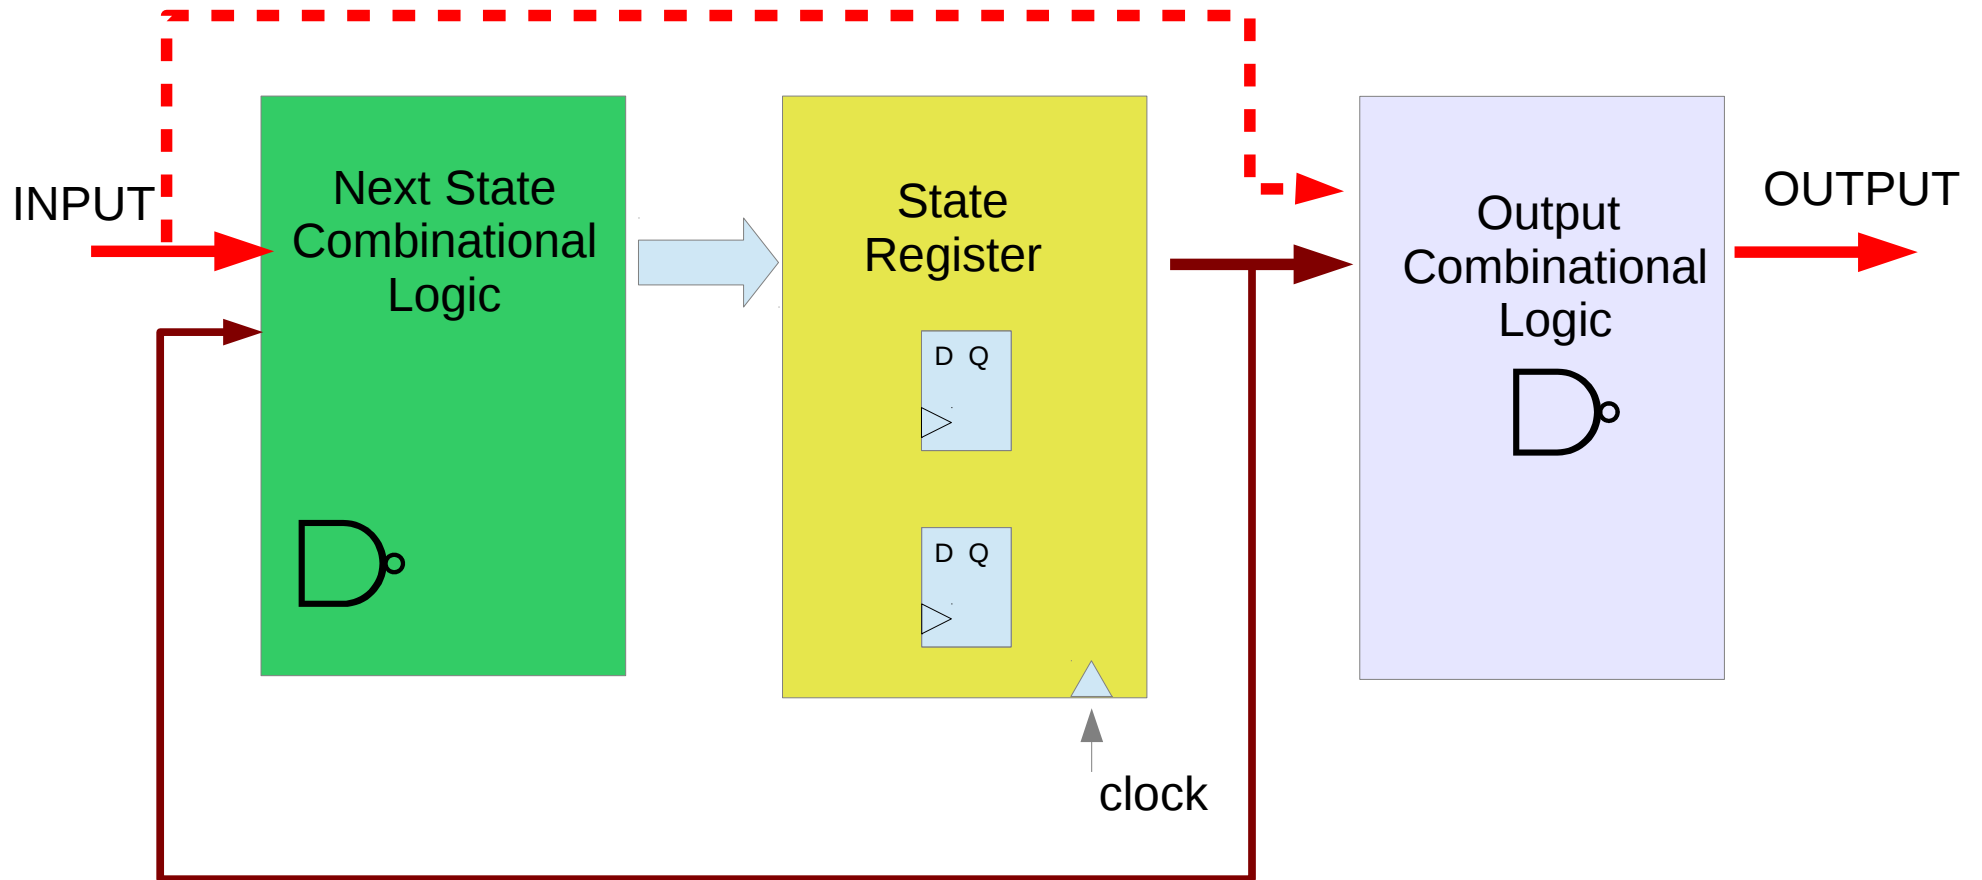 INPUT
Next State
Combinational
Logic
State
Register
D Q
D Q
clock
Output
Combinational
Logic
OUTPUT